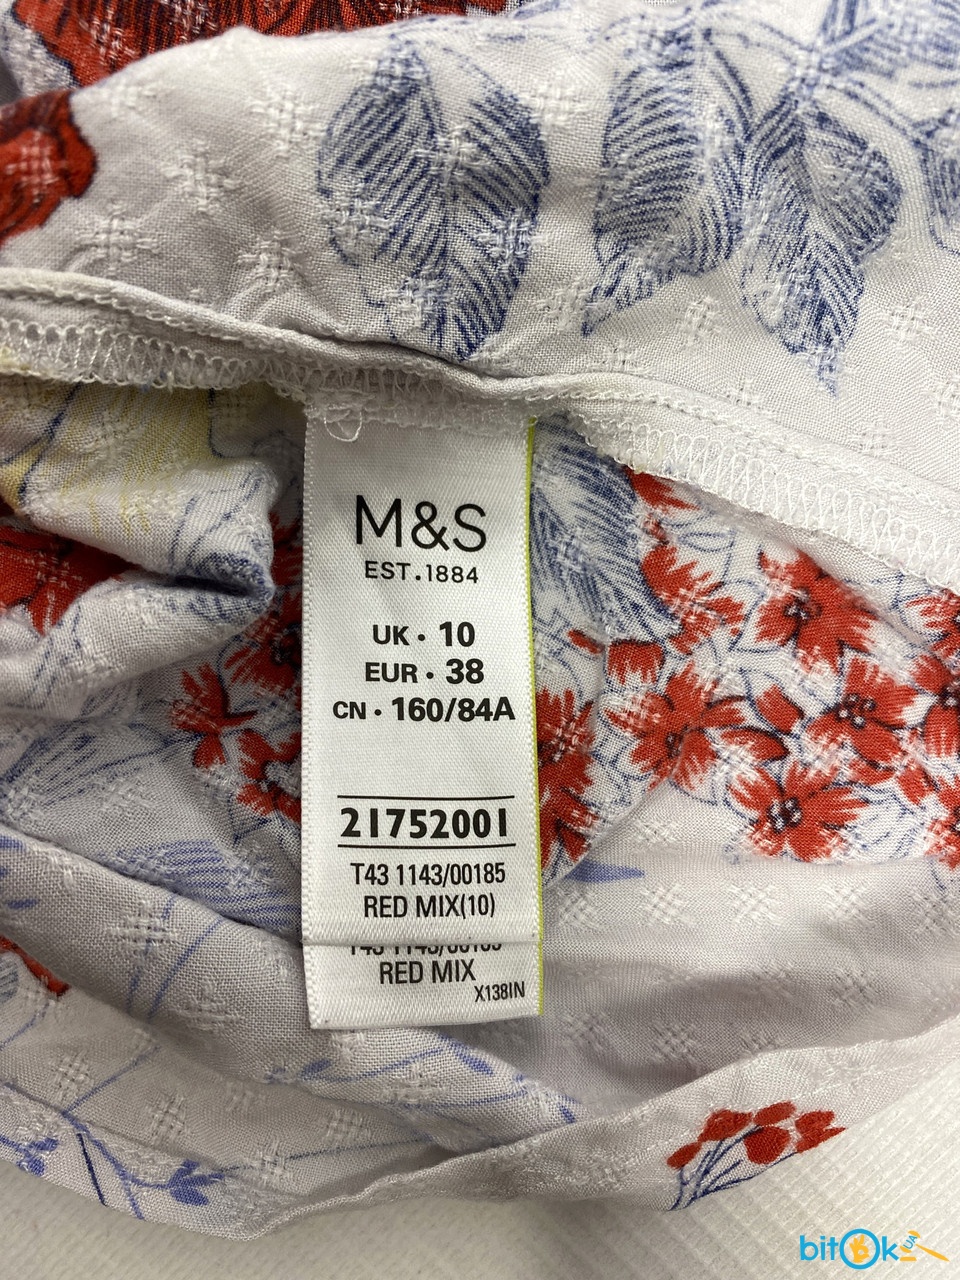 M&S
EST.1884
UK • 10
EUR • 38
CN • 160/84A
21752001
T43 1143/00185
RED MIX(10)
RED MIX
X138IN
bitOk
UA